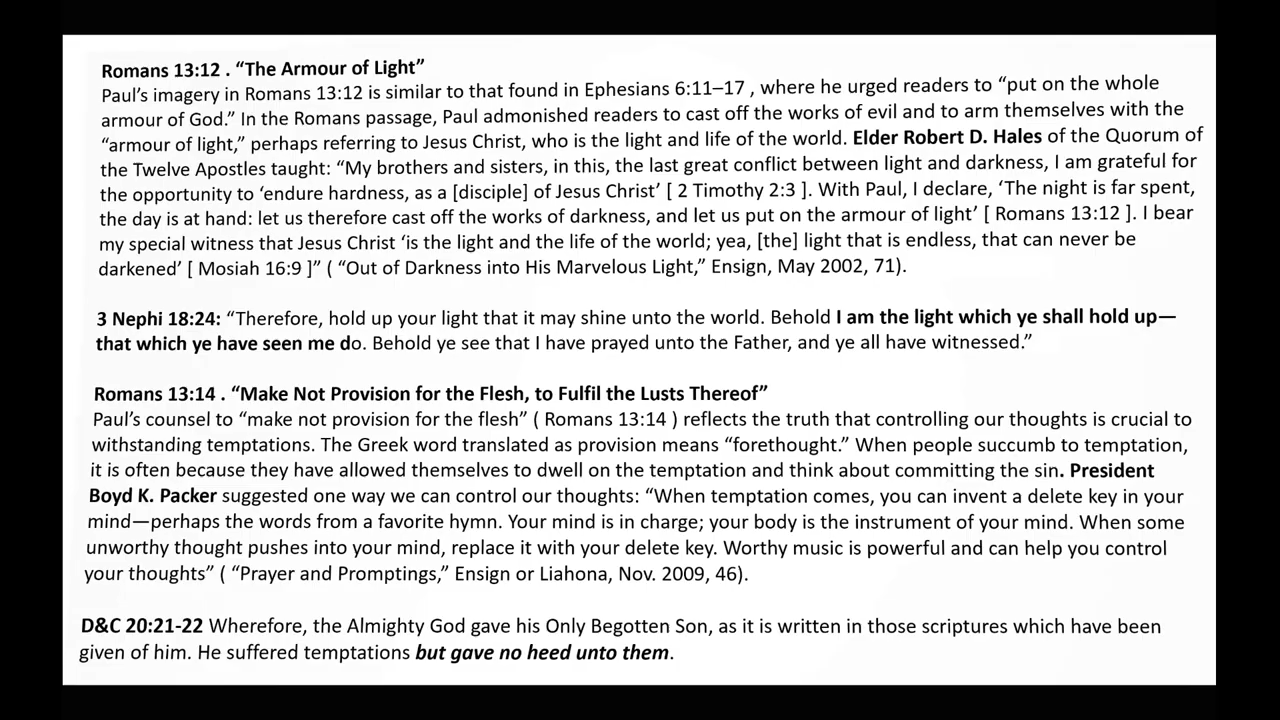 Romans 13:12 . “The Armour of Light”
Paul’s imagery in Romans 13:12 is similar to that found in Ephesians 6:11–17 , where he urged readers to “put on the whole
armour of God.” In the Romans passage, Paul admonished readers to cast off the works of evil and to arm themselves with the
“armour of light,” perhaps referring to Jesus Christ, who is the light and life of the world. Elder Robert D. Hales of the Quorum of
the Twelve Apostles taught: “My brothers and sisters, in this, the last great conflict between light and darkness, I am grateful for
the opportunity to ‘endure hardness, as a [disciple] of Jesus Christ’ [ 2 Timothy 2:3 ]. With Paul, I declare, ‘The night is far spent,
the day is at hand: let us therefore cast off the works of darkness, and let us put on the armour of light’ [ Romans 13:12 ]. I bear
my special witness that Jesus Christ ‘is the light and the life of the world; yea, [the] light that is endless, that can never be
darkened’ [ Mosiah 16:9 ]” ( “Out of Darkness into His Marvelous Light,” Ensign, May 2002, 71).
3 Nephi 18:24: “Therefore, hold up your light that it may shine unto the world. Behold I am the light which ye shall hold up—
that which ye have seen me do. Behold ye see that I have prayed unto the Father, and ye all have witnessed.”
Romans 13:14 . “Make Not Provision for the Flesh, to Fulfil the Lusts Thereof”
Paul’s counsel to “make not provision for the flesh” ( Romans 13:14 ) reflects the truth that controlling our thoughts is crucial to
withstanding temptations. The Greek word translated as provision means “forethought.” When people succumb to temptation,
it is often because they have allowed themselves to dwell on the temptation and think about committing the sin. President
Boyd K. Packer suggested one way we can control our thoughts: “When temptation comes, you can invent a delete key in your
mind—perhaps the words from a favorite hymn. Your mind is in charge; your body is the instrument of your mind. When some
unworthy thought pushes into your mind, replace it with your delete key. Worthy music is powerful and can help you control
your thoughts” ( “Prayer and Promptings,” Ensign or Liahona, Nov. 2009, 46).
D&C 20:21-22 Wherefore, the Almighty God gave his Only Begotten Son, as it is written in those scriptures which have been
given of him. He suffered temptations but gave no heed unto them.